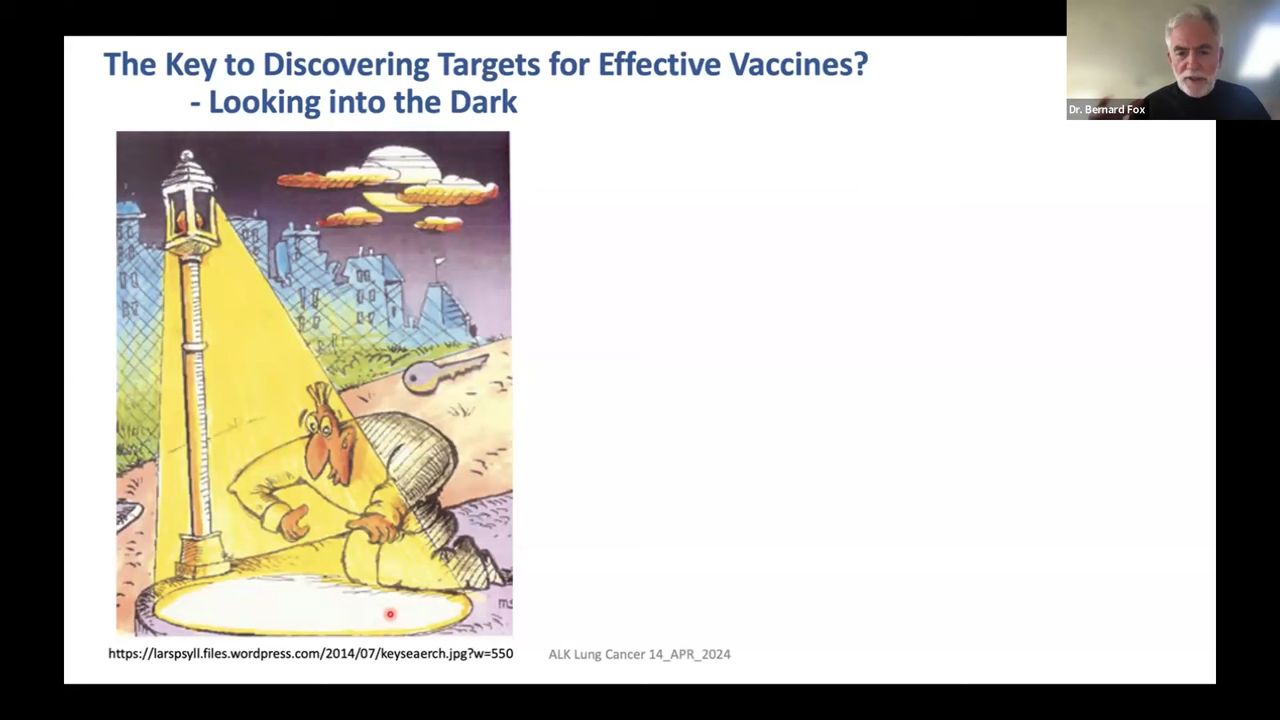 The Key to Discovering Targets for Effective Vaccines?
- Looking into the Dark
Dr. Bernard Fox
https://larspsyll.files.wordpress.com/2014/07/keyseaerch.jpg?w=550
ALK Lung Cancer 14_APR_2024